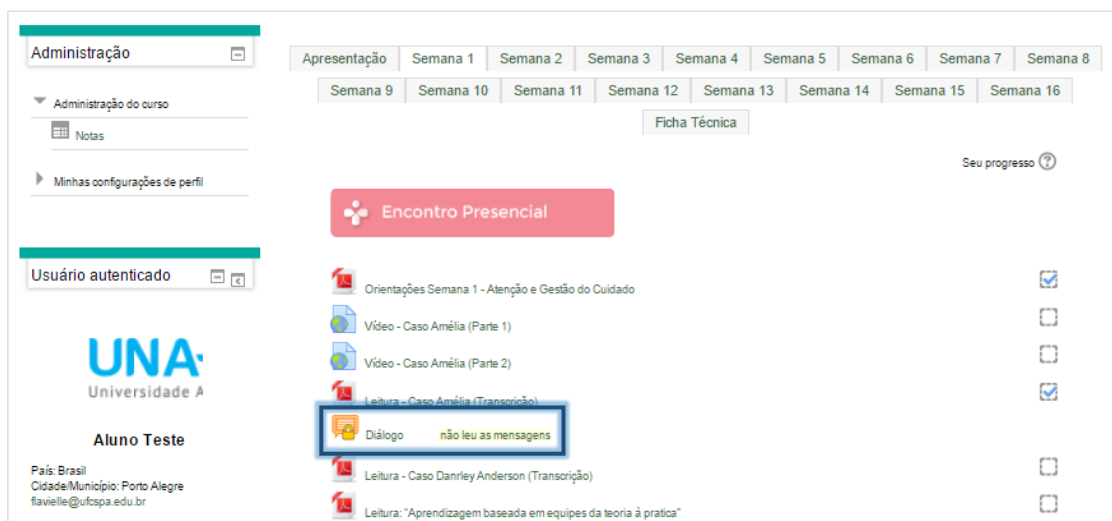 Administração
Administração do curso
Notas
Minhas configurações de perfil
Usuário autenticado
UNA
Universidade A
Aluno Teste
País: Brasil
Cidade/Município: Porto Alegre
flavielle@ufcspa.edu.br
Apresentação Semana 1 Semana 2 Semana 3 Semana 4 Semana 5 Semana 6 Semana 7 Semana 8
Semana 9 Semana 10 Semana 11 Semana 12 Semana 13 Semana 14 Semana 15 Semana 16
Ficha Técnica
Seu progresso
Encontro Presencial
Orientações Semana 1 - Atenção e Gestão do Cuidado
Vídeo - Caso Amélia (Parte 1)
Vídeo - Caso Amélia (Parte 2)
Leitura - Caso Amélia (Transcrição)
Diálogo não leu as mensagens
Leitura - Caso Danrley Anderson (Transcrição)
Leitura: "Aprendizagem baseada em equipes da teoria à pratica"